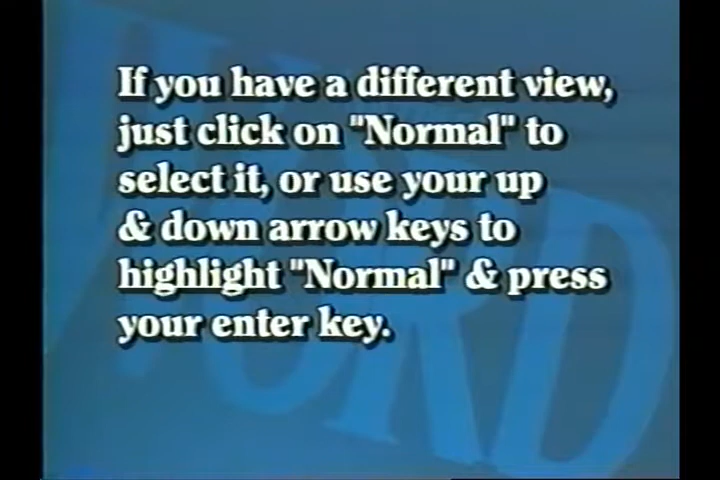 If you have a different view,
just click on "Normal" to
select it, or use your up
& down arrow keys to
highlight "Normal" & press
your enter key.
WORD